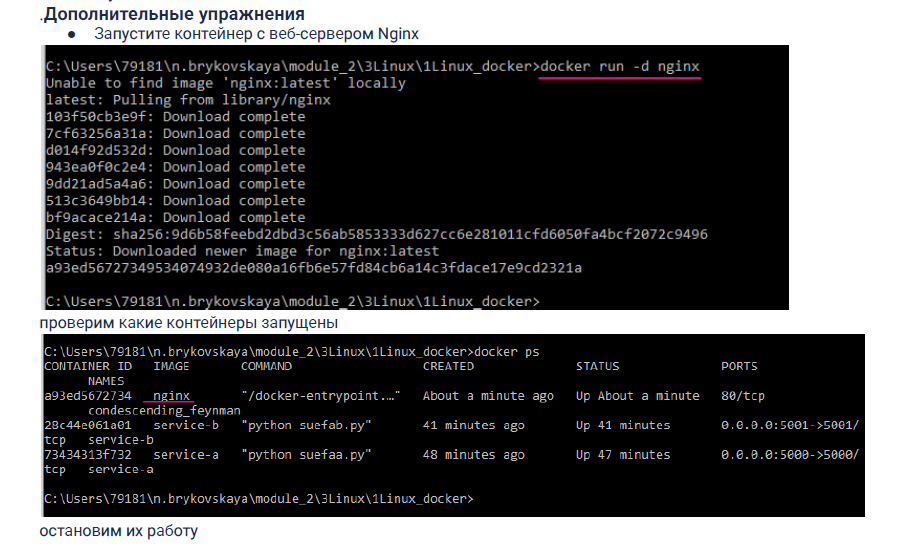 .Дополнительные упражнения
● Запустите контейнер с веб-сервером Nginx
C:\Users\79181\n.brykovskaya\module_2\3Linux\1Linux_docker>docker run -d nginx
Unable to find image 'nginx:latest' locally
latest: Pulling from library/nginx
103f50cb3e9f: Download complete
7cf63256a31a: Download complete
d014f92d532d: Download complete
943ea0f0c2e4: Download complete
9dd21ad5a4a6: Download complete
513c3649bb14: Download complete
bf9acace214a: Download complete
Digest: sha256:9d6b58feebd2dbd3c56ab5853333d627cc6e281011cfd6050fa4bcf2072c9496
Status: Downloaded newer image for nginx:latest
a93ed56727349534074932de080a16fb6e57fd84cb6a14c3fdace17e9cd2321a
C:\Users\79181\n.brykovskaya\module_2\3Linux\1Linux_docker>
проверим какие контейнеры запущены
C:\Users\79181\n.brykovskaya\module_2\3Linux\1Linux_docker>docker ps
CONTAINER ID IMAGE COMMAND CREATED STATUS PORTS
NAMES
a93ed5672734 nginx "/docker-entrypoint.…" About a minute ago Up About a minute 80/tcp
condescending_feynman
28c44e061a01 service-b "python suefab.py" 41 minutes ago Up 41 minutes 0.0.0.0:5001->5001/
tcp service-b
73434313f732 service-a "python suefaa.py" 48 minutes ago Up 47 minutes 0.0.0.0:5000->5000/
tcp service-a
C:\Users\79181\n.brykovskaya\module_2\3Linux\1Linux_docker>
остановим их работу